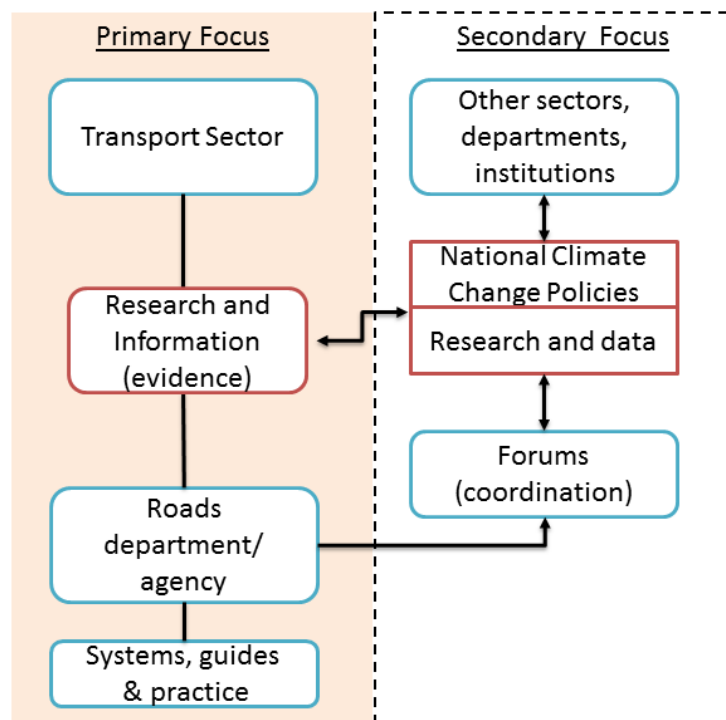 Primary Focus
Transport Sector
Research and
Information
(evidence)
Roads
department/
agency
Systems, guides
& practice
Secondary Focus
Other sectors,
departments,
institutions
National Climate
Change Policies
Research and data
Forums
(coordination)